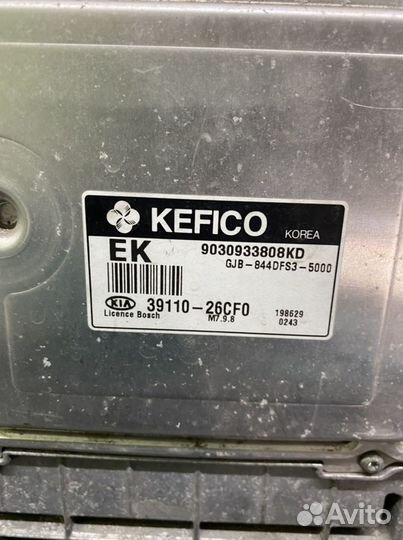 KEFICO KOREA
EK 9030933808KD
GJB-844DFS3-5000
KIA 39110-26CF0 198629
Licence Bosch M7.9.8 0243
Avito